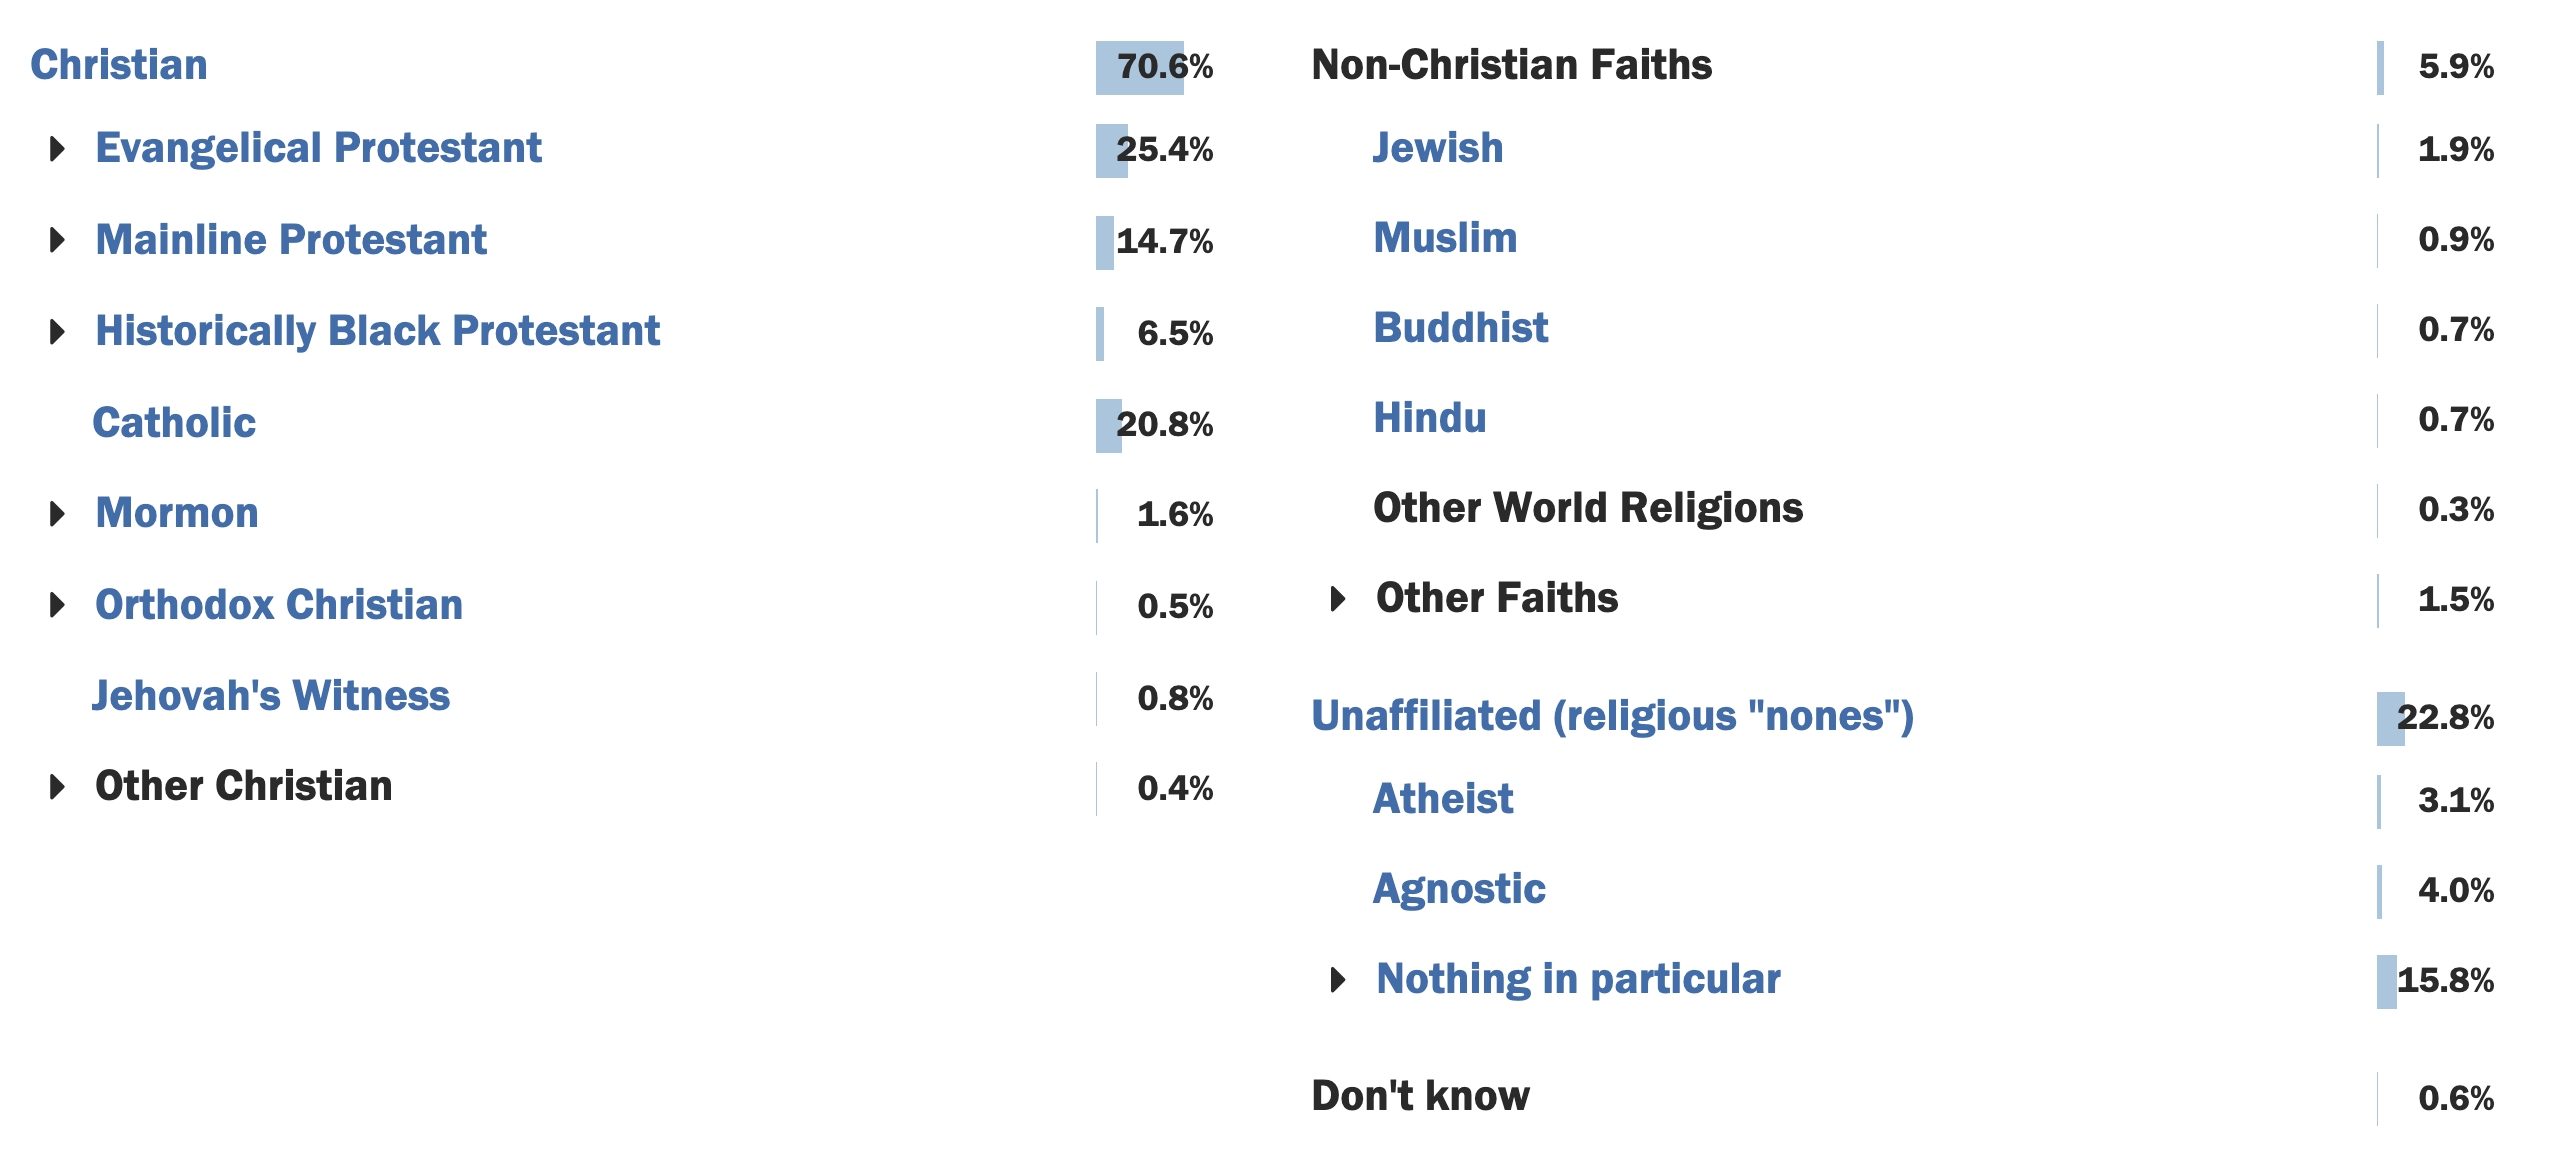 Christian 70.6%
Evangelical Protestant 25.4%
Mainline Protestant 14.7%
Historically Black Protestant 6.5%
Catholic 20.8%
Mormon 1.6%
Orthodox Christian 0.5%
Jehovah's Witness 0.8%
Other Christian 0.4%
Non-Christian Faiths 5.9%
Jewish 1.9%
Muslim 0.9%
Buddhist 0.7%
Hindu 0.7%
Other World Religions 0.3%
Other Faiths 1.5%
Unaffiliated (religious "nones") 22.8%
Atheist 3.1%
Agnostic 4.0%
Nothing in particular 15.8%
Don't know 0.6%